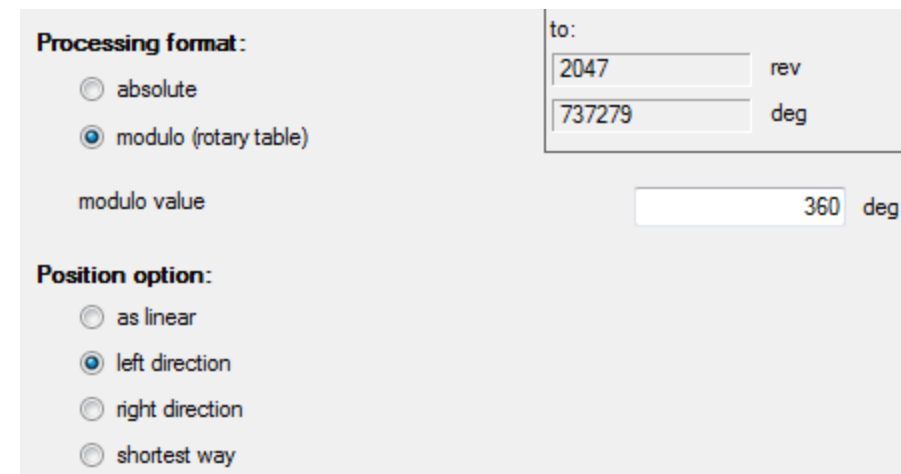 Processing format:
to:
2047 rev
absolute
737279 deg
modulo (rotary table)
modulo value 360 deg
Position option:
as linear
left direction
right direction
shortest way